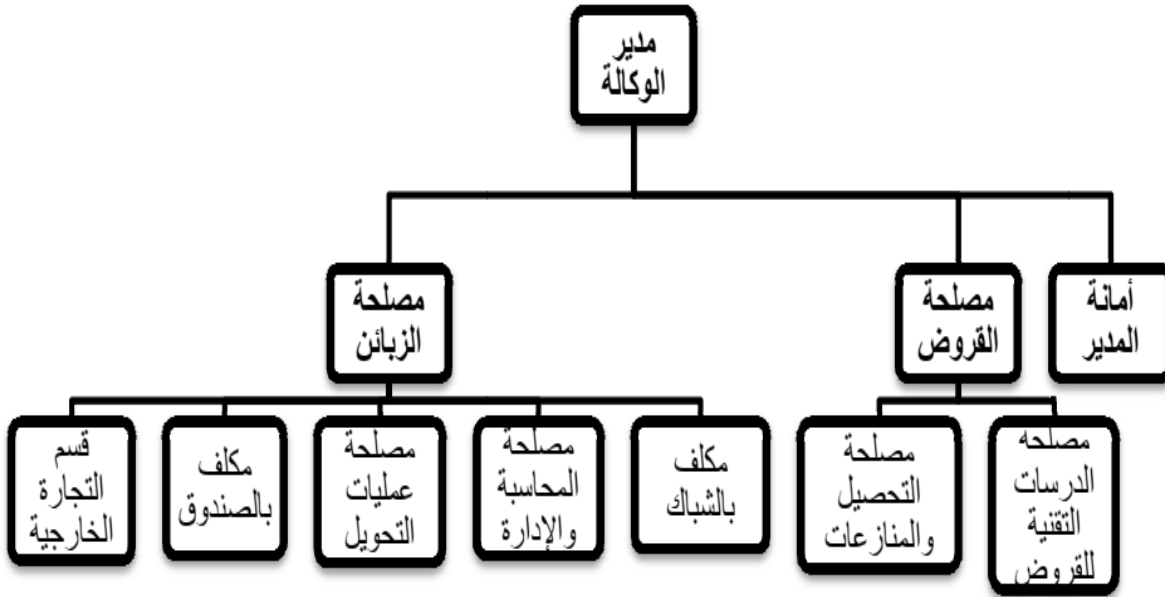 مدير
الوكالة
أمانة
المدير
مصلحة
القروض
مصلحة
الزبائن
مصلحه
الدرسات
التقنية
للقروض
مصلحة
التحصيل
والمنازعات
مكلف
بالشباك
مصلحة
المحاسبة
والإدارة
مصلحة
عمليات
التحويل
مكلف
بالصندوق
قسم
التجارة
الخارجية